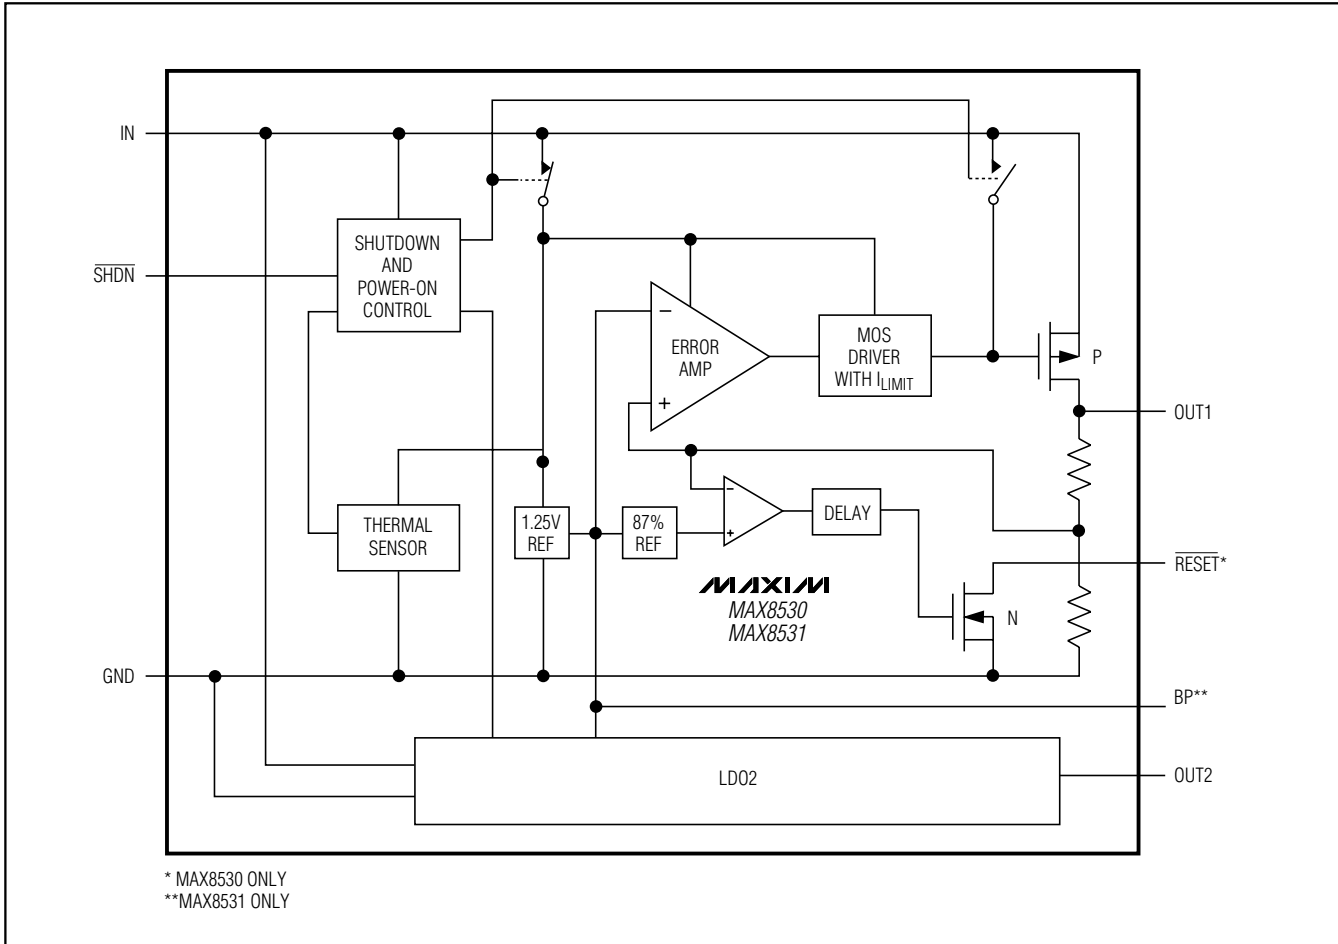 IN
SHUTDOWN
AND
POWER-ON
CONTROL
SHDN
ERROR
AMP
−
+
MOS
DRIVER
WITH ILIMIT
P
OUT1
THERMAL
SENSOR
1.25V
REF
87%
REF
−
+
DELAY
RESET*
MAXIM
MAX8530
MAX8531
N
GND
BP**
LDO2
OUT2
* MAX8530 ONLY
**MAX8531 ONLY